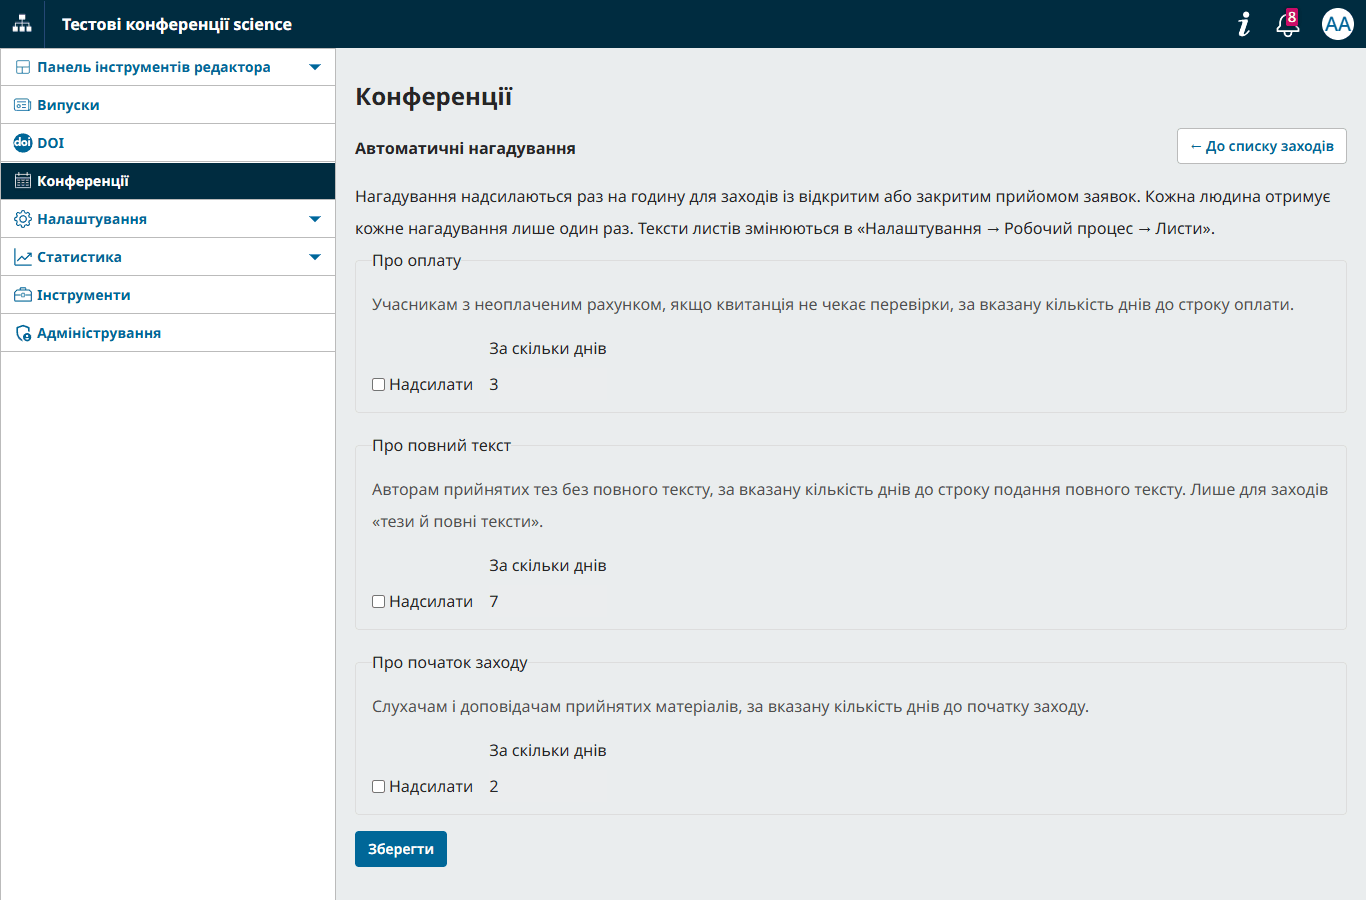 Тестові конференції science
8
AA
Панель інструментів редактора
Випуски
doi DOI
Конференції
Налаштування
Статистика
Інструменти
Адміністрування
Конференції
Автоматичні нагадування
← До списку заходів
Нагадування надсилаються раз на годину для заходів із відкритим або закритим прийомом заявок. Кожна людина отримує
кожне нагадування лише один раз. Тексти листів змінюються в «Налаштування → Робочий процес → Листи».
Про оплату
Учасникам з неоплаченим рахунком, якщо квитанція не чекає перевірки, за вказану кількість днів до строку оплати.
За скільки днів
Надсилати 3
Про повний текст
Авторам прийнятих тез без повного тексту, за вказану кількість днів до строку подання повного тексту. Лише для заходів
«тези й повні тексти».
За скільки днів
Надсилати 7
Про початок заходу
Слухачам і доповідачам прийнятих матеріалів, за вказану кількість днів до початку заходу.
За скільки днів
Надсилати 2
Зберегти